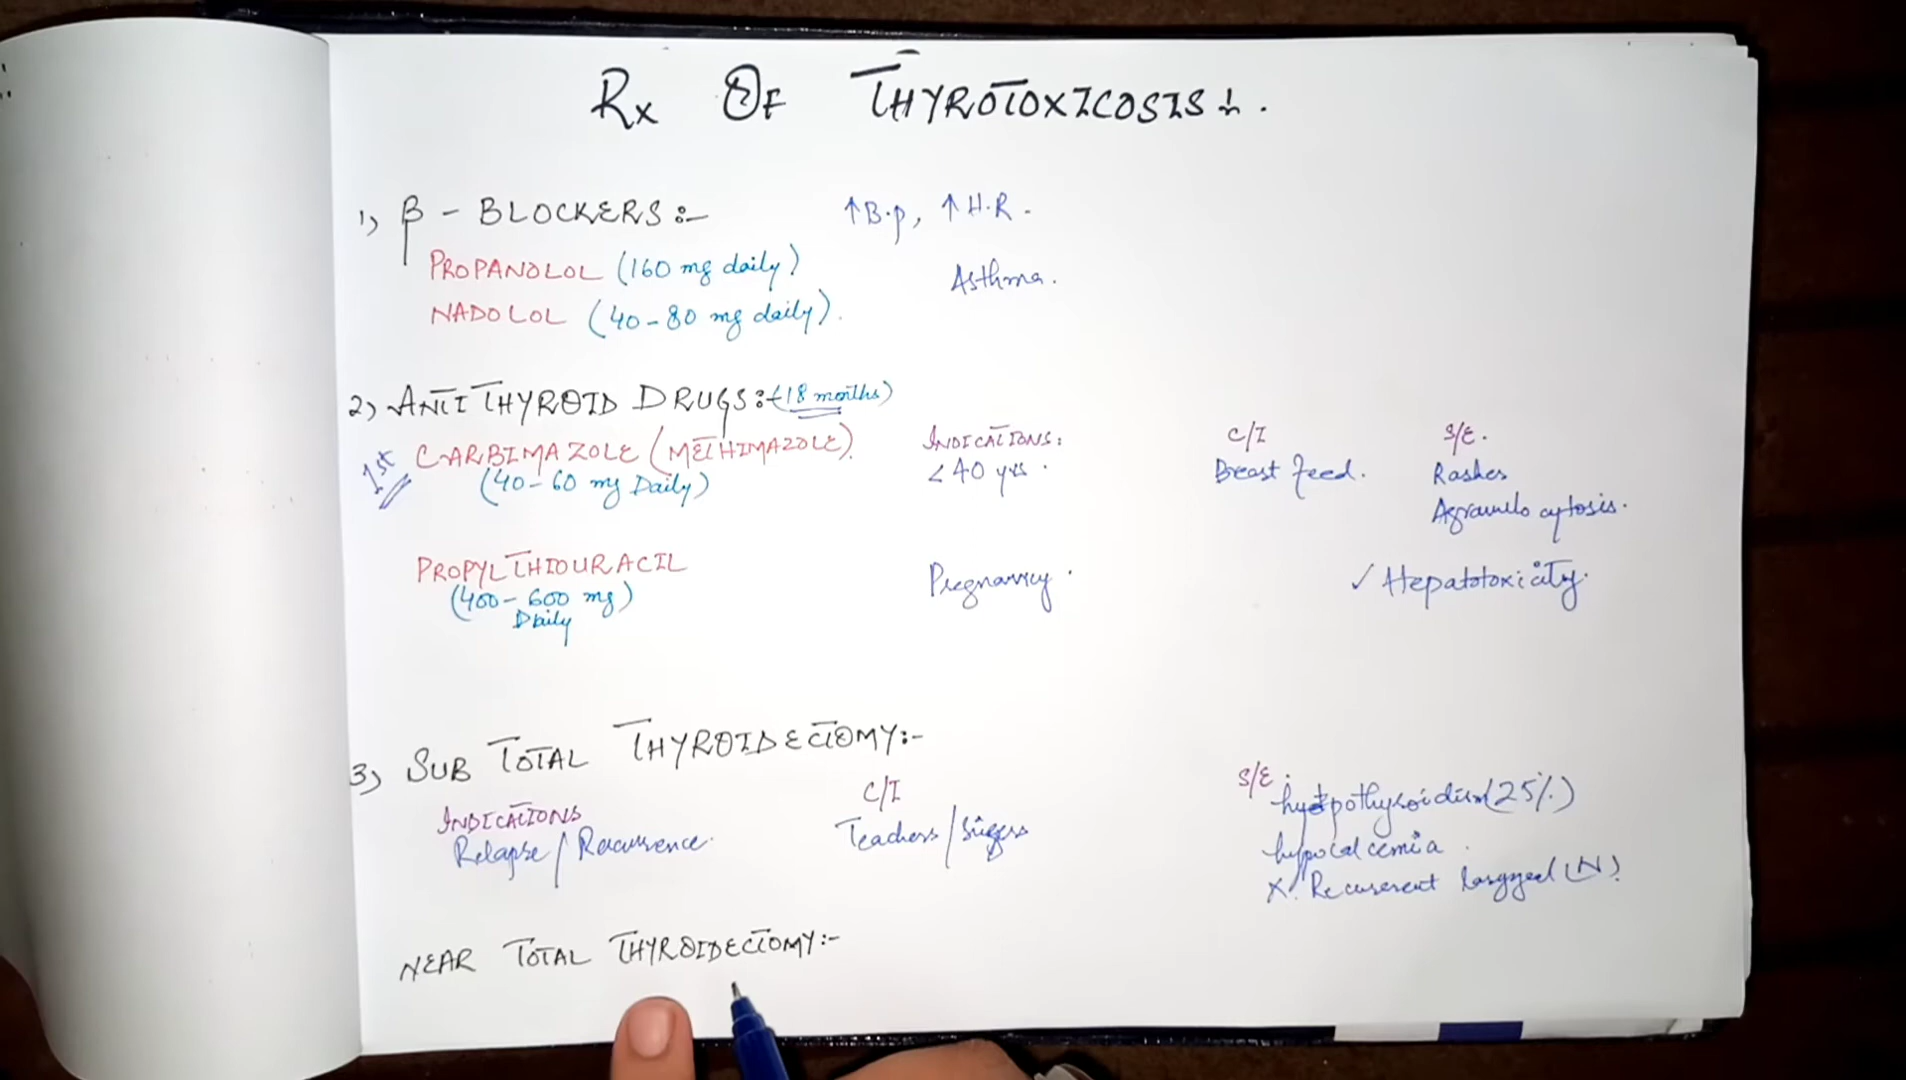 Rx OF THYROTOXICOSIS :- .
1) β - BLOCKERS :- ↑B.p, ↑H.R -
PROPANOLOL (160 mg daily) Asthma.
NADOLOL (40-80 mg daily).
2) ANTI THYROID DRUGS :- (18 months)
1st CARBIMAZOLE (METHIMAZOLE). INDICATIONS: C/I S/E.
(40-60 mg Daily) <40 yrs . Breast feed. Rashes
Agranulocytosis.
PROPYL THIOURACIL Pregnancy . ✓ Hepatotoxicity.
(400-600 mg)
Daily
3) SUB TOTAL THYROIDECTOMY :-
INDICATIONS C/I S/E hypothyroidism (25%)
Relapse / Recurrence. Teachers / Singers hypocalcemia .
X! Recurerent laryngeal (N).
NEAR TOTAL THYROIDECTOMY :-